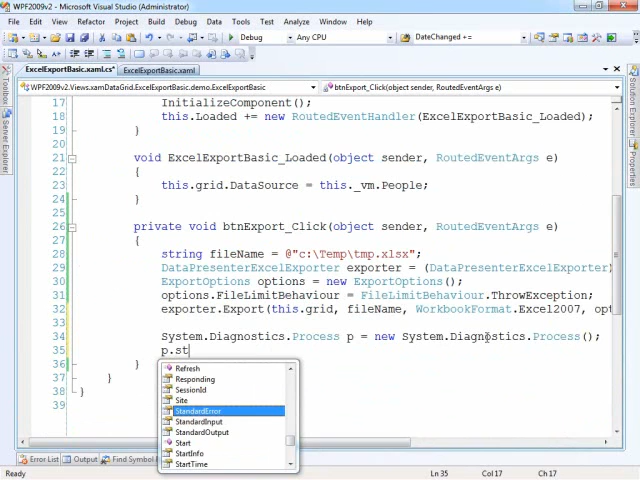 WPF2009v2 - Microsoft Visual Studio (Administrator)
File Edit View Refactor Project Build Debug Data Tools Test Analyze Window Help
Debug Any CPU DateChanged +=
ExcelExportBasic.xaml.cs* ExcelExportBasic.xaml
WPF2009v2.Views.xamDataGrid.ExcelExportBasic.demo.ExcelExportBasic btnExport_Click(object sender, RoutedEventArgs e)
17 InitializeComponent();
18 this.Loaded += new RoutedEventHandler(ExcelExportBasic_Loaded);
19 }
20
21 void ExcelExportBasic_Loaded(object sender, RoutedEventArgs e)
22 {
23 this.grid.DataSource = this._vm.People;
24 }
25
26 private void btnExport_Click(object sender, RoutedEventArgs e)
27 {
28 string fileName = @"c:\Temp\tmp.xlsx";
29 DataPresenterExcelExporter exporter = (DataPresenterExcelExporter)
30 ExportOptions options = new ExportOptions();
31 options.FileLimitBehaviour = FileLimitBehaviour.ThrowException;
32 exporter.Export(this.grid, fileName, WorkbookFormat.Excel2007, opt
33
34 System.Diagnostics.Process p = new System.Diagnostics.Process();
35 p.st
36 }
37 }
38 }
39
Refresh
Responding
SessionId
Site
StandardError
StandardInput
StandardOutput
Start
StartInfo
StartTime
Toolbox
Server Explorer
Solution Explorer
Properties
Error List Output Find Symbol
Ready Ln 35 Col 17 Ch 17